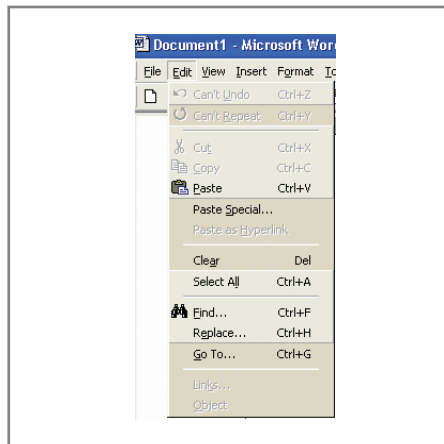 Document1 - Microsoft Wor
File Edit View Insert Format To
Can't Undo Ctrl+Z
Can't Repeat Ctrl+Y
Cut Ctrl+X
Copy Ctrl+C
Paste Ctrl+V
Paste Special...
Paste as Hyperlink
Clear Del
Select All Ctrl+A
Find... Ctrl+F
Replace... Ctrl+H
Go To... Ctrl+G
Links...
Object